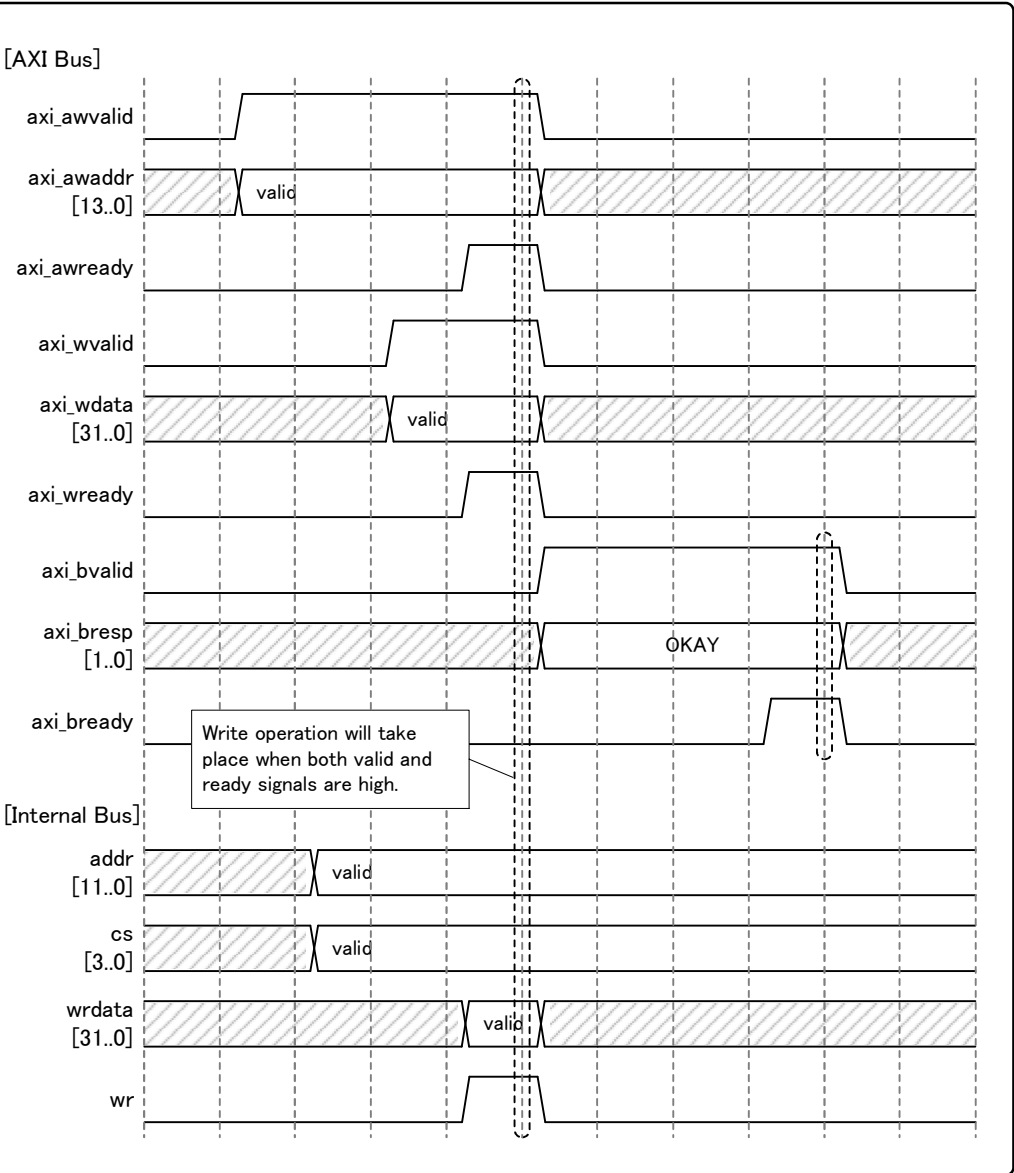 [AXI Bus]
axi_awvalid
axi_awaddr
[13..0]
valid
axi_awready
axi_wvalid
axi_wdata
[31..0]
valid
axi_wready
axi_bvalid
axi_bresp
[1..0]
OKAY
axi_bready
Write operation will take
place when both valid and
ready signals are high.
[Internal Bus]
addr
[11..0]
valid
cs
[3..0]
valid
wrdata
[31..0]
valid
wr